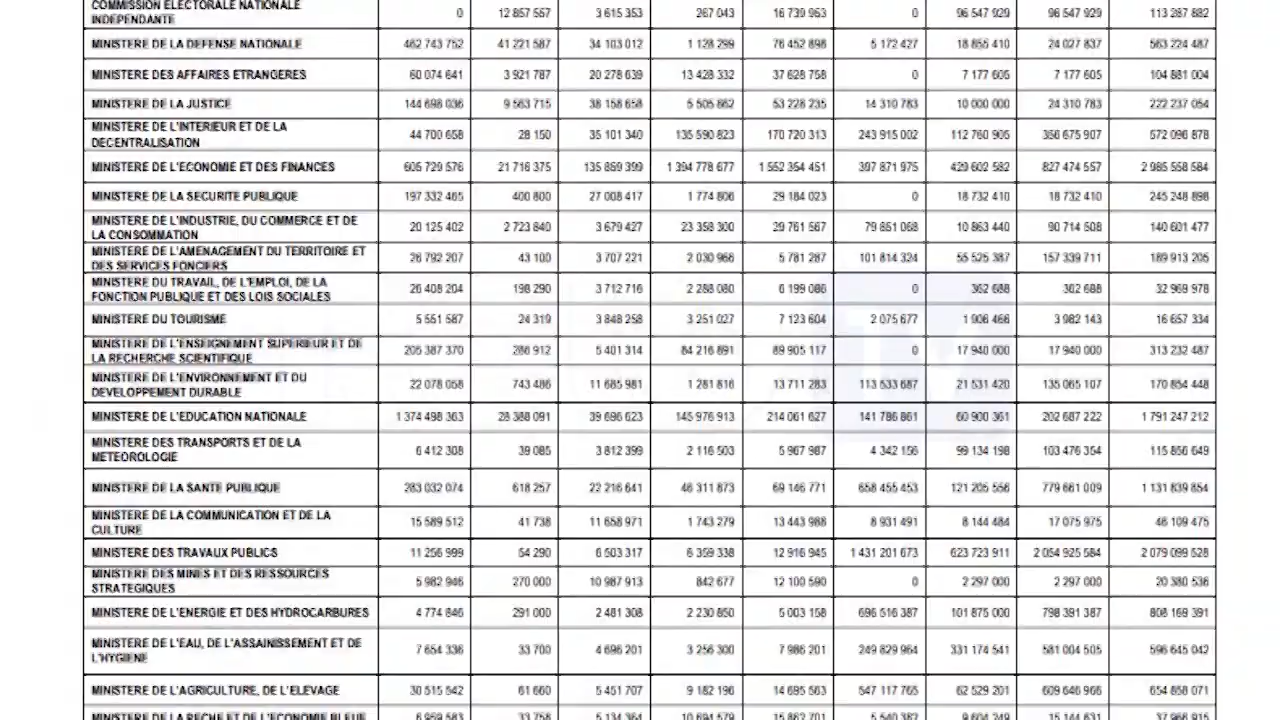 COMMISSION ELECTORALE NATIONALE
INDEPENDANTE 0 12 857 557 3 615 353 267 043 16 739 953 0 96 547 929 96 547 929 113 287 882
MINISTERE DE LA DEFENSE NATIONALE 462 743 752 41 221 587 34 103 012 1 128 299 76 452 898 5 172 427 18 855 410 24 027 837 563 224 487
MINISTERE DES AFFAIRES ETRANGERES 60 074 641 3 921 787 20 278 639 13 428 332 37 628 758 0 7 177 605 7 177 605 104 881 004
MINISTERE DE LA JUSTICE 144 698 036 9 563 715 38 158 658 5 505 862 53 228 235 14 310 783 10 000 000 24 310 783 222 237 054
MINISTERE DE L'INTERIEUR ET DE LA
DECENTRALISATION 44 700 658 28 150 35 101 340 135 590 823 170 720 313 243 915 002 112 760 905 356 675 907 572 096 878
MINISTERE DE L'ECONOMIE ET DES FINANCES 605 729 576 21 716 375 135 859 399 1 394 778 677 1 552 354 451 397 871 975 429 602 582 827 474 557 2 985 558 584
MINISTERE DE LA SECURITE PUBLIQUE 197 332 465 400 800 27 008 417 1 774 806 29 184 023 0 18 732 410 18 732 410 245 248 898
MINISTERE DE L'INDUSTRIE, DU COMMERCE ET DE
LA CONSOMMATION 20 125 402 2 723 840 3 679 427 23 358 300 29 761 567 79 851 068 10 863 440 90 714 508 140 601 477
MINISTERE DE L'AMENAGEMENT DU TERRITOIRE ET
DES SERVICES FONCIERS 26 792 207 43 100 3 707 221 2 030 966 5 781 287 101 814 324 55 525 387 157 339 711 189 913 205
MINISTERE DU TRAVAIL, DE L'EMPLOI, DE LA
FONCTION PUBLIQUE ET DES LOIS SOCIALES 26 408 204 198 290 3 712 716 2 288 080 6 199 086 0 362 688 362 688 32 969 978
MINISTERE DU TOURISME 5 551 587 24 319 3 848 258 3 251 027 7 123 604 2 075 677 1 906 466 3 982 143 16 657 334
MINISTERE DE L'ENSEIGNEMENT SUPERIEUR ET DE
LA RECHERCHE SCIENTIFIQUE 205 387 370 286 912 5 401 314 84 216 891 89 905 117 0 17 940 000 17 940 000 313 232 487
MINISTERE DE L'ENVIRONNEMENT ET DU
DEVELOPPEMENT DURABLE 22 078 058 743 486 11 685 981 1 281 816 13 711 283 113 533 687 21 531 420 135 065 107 170 854 448
MINISTERE DE L'EDUCATION NATIONALE 1 374 498 363 28 388 091 39 696 623 145 976 913 214 061 627 141 786 861 60 900 361 202 687 222 1 791 247 212
MINISTERE DES TRANSPORTS ET DE LA
METEOROLOGIE 6 412 308 39 085 3 812 399 2 116 503 5 967 987 4 342 156 99 134 198 103 476 354 115 856 649
MINISTERE DE LA SANTE PUBLIQUE 283 032 074 618 257 22 216 641 46 311 873 69 146 771 658 455 453 121 205 556 779 661 009 1 131 839 854
MINISTERE DE LA COMMUNICATION ET DE LA
CULTURE 15 589 512 41 738 11 658 971 1 743 279 13 443 988 8 931 491 8 144 484 17 075 975 46 109 475
MINISTERE DES TRAVAUX PUBLICS 11 256 999 54 290 6 503 317 6 359 338 12 916 945 1 431 201 673 623 723 911 2 054 925 584 2 079 099 528
MINISTERE DES MINES ET DES RESSOURCES
STRATEGIQUES 5 982 946 270 000 10 987 913 842 677 12 100 590 0 2 297 000 2 297 000 20 380 536
MINISTERE DE L'ENERGIE ET DES HYDROCARBURES 4 774 846 291 000 2 481 308 2 230 850 5 003 158 696 516 387 101 875 000 798 391 387 808 169 391
MINISTERE DE L'EAU, DE L'ASSAINISSEMENT ET DE
L'HYGIENE 7 654 336 33 700 4 696 201 3 256 300 7 986 201 249 829 964 331 174 541 581 004 505 596 645 042
MINISTERE DE L'AGRICULTURE, DE L'ELEVAGE 30 515 542 61 660 5 451 707 9 182 196 14 695 563 547 117 765 62 529 201 609 646 966 654 858 071
MINISTERE DE LA PECHE ET DE L'ECONOMIE BLEUE 6 959 583 33 758 5 134 364 10 694 579 15 862 701 5 540 382 9 604 249 15 144 631 37 966 915